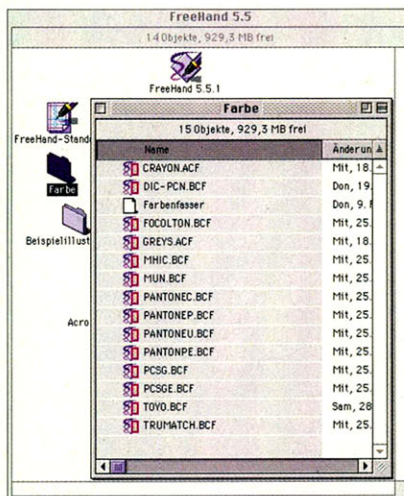 FreeHand 5.5
14 Objekte, 929,3 MB frei
FreeHand 5.5.1
FreeHand-Stand
Farbe
Beispielillust
Acro
Farbe
15 Objekte, 929,3 MB frei
Name Änderun
CRAYON.ACF Mit, 18.
DIC-PCN.BCF Don, 19.
Farbenfasser Don, 9. F
FOCOLTON.BCF Mit, 25.
GREYS.ACF Mit, 18.
MHIC.BCF Mit, 25.
MUN.BCF Mit, 25.
PANTONEC.BCF Mit, 25.
PANTONEP.BCF Mit, 25.
PANTONEU.BCF Mit, 25.
PANTONPE.BCF Mit, 25.
PCSG.BCF Mit, 25.
PCSGE.BCF Mit, 25.
TOYO.BCF Sam, 28
TRUMATCH.BCF Mit, 25.